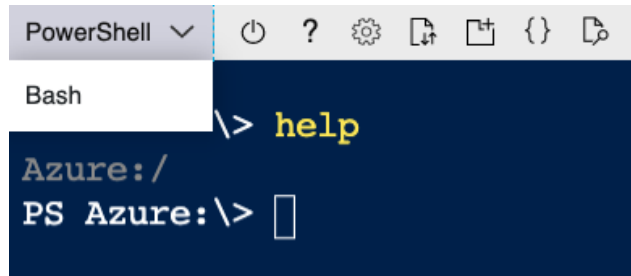 PowerShell ?  {}
Bash
\> help
Azure:/
PS Azure:\>